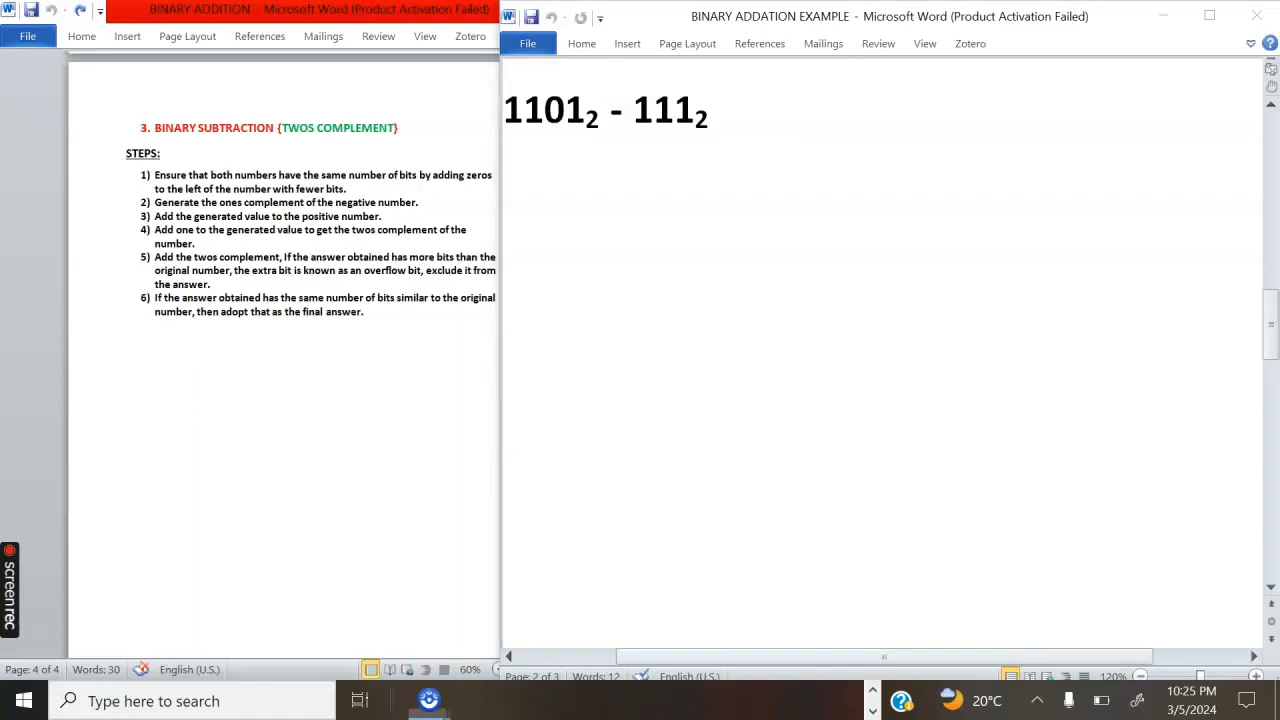 BINARY ADDITION - Microsoft Word (Product Activation Failed)
File Home Insert Page Layout References Mailings Review View Zotero
3. BINARY SUBTRACTION {TWOS COMPLEMENT}
STEPS:
1) Ensure that both numbers have the same number of bits by adding zeros
to the left of the number with fewer bits.
2) Generate the ones complement of the negative number.
3) Add the generated value to the positive number.
4) Add one to the generated value to get the twos complement of the
number.
5) Add the twos complement, If the answer obtained has more bits than the
original number, the extra bit is known as an overflow bit, exclude it from
the answer.
6) If the answer obtained has the same number of bits similar to the original
number, then adopt that as the final answer.
screen rec
Page: 4 of 4 Words: 30 English (U.S.) 60%
BINARY ADDATION EXAMPLE - Microsoft Word (Product Activation Failed)
File Home Insert Page Layout References Mailings Review View Zotero
1101₂ - 111₂
Page: 2 of 3 Words: 12 English (U.S.) 120%
Type here to search
20°C
10:25 PM
3/5/2024